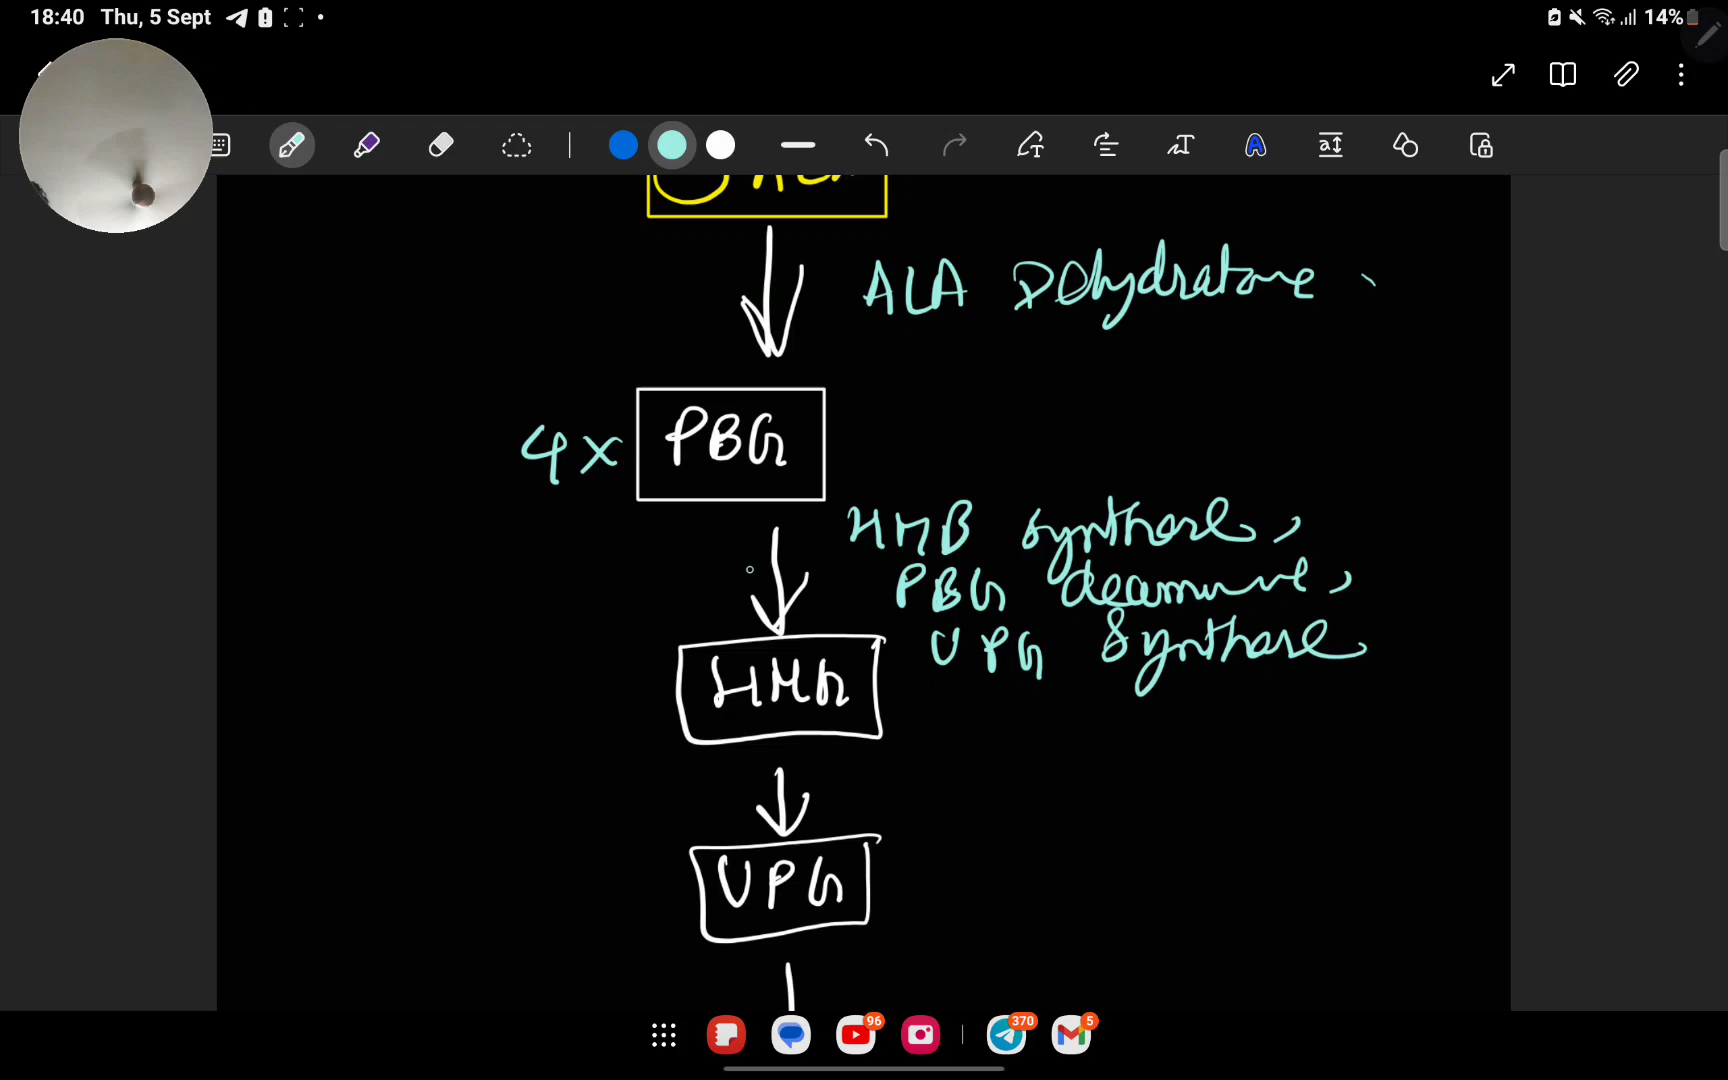 18:40 Thu, 5 Sept
14%
ALA Dehydratase
4x PBG
HMB synthase,
PBG deaminase,
UPG Synthase
HMB
UPG
96
370
5